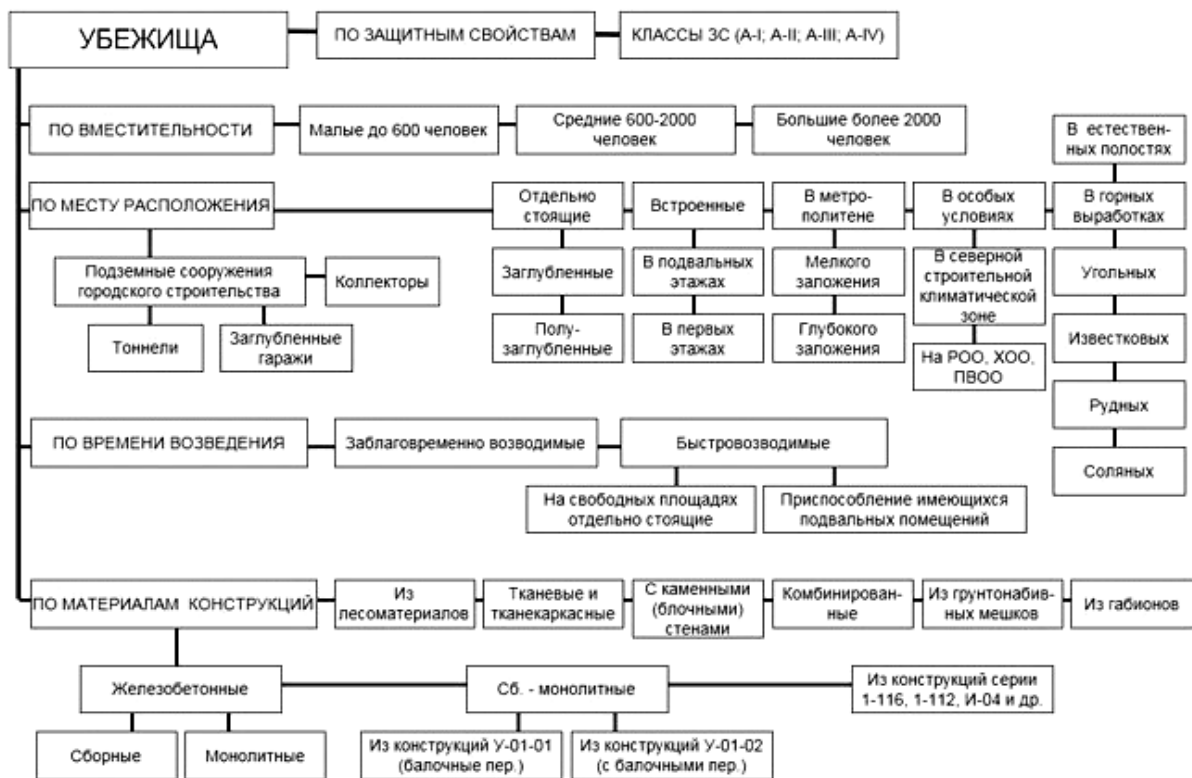 УБЕЖИЩА
ПО ЗАЩИТНЫМ СВОЙСТВАМ
КЛАССЫ ЗС (А-I; А-II; А-III; А-IV)
ПО ВМЕСТИТЕЛЬНОСТИ
Малые до 600 человек
Средние 600-2000
человек
Большие более 2000
человек
В естествен-
ных полостях
ПО МЕСТУ РАСПОЛОЖЕНИЯ
Отдельно
стоящие
Встроенные
В метро-
политене
В особых
условиях
В горных
выработках
Подземные сооружения
городского строительства
Коллекторы
Тоннели
Заглубленные
гаражи
Заглубленные
В подвальных
этажах
Мелкого
заложения
В северной
строительной
климатической
зоне
Угольных
Полу-
заглубленные
В первых
этажах
Глубокого
заложения
На РОО, ХОО,
ПВОО
Известковых
Рудных
Соляных
ПО ВРЕМЕНИ ВОЗВЕДЕНИЯ
Заблаговременно возводимые
Быстровозводимые
На свободных площадях
отдельно стоящие
Приспособление имеющихся
подвальных помещений
ПО МАТЕРИАЛАМ КОНСТРУКЦИЙ
Из
лесоматериалов
Тканевые и
тканекаркасные
С каменными
(блочными)
стенами
Комбинирован-
ные
Из грунтонабив-
ных мешков
Из габионов
Железобетонные
Сб. - монолитные
Из конструкций серии
1-116, 1-112, И-04 и др.
Сборные
Монолитные
Из конструкций У-01-01
(балочные пер.)
Из конструкций У-01-02
(с балочными пер.)